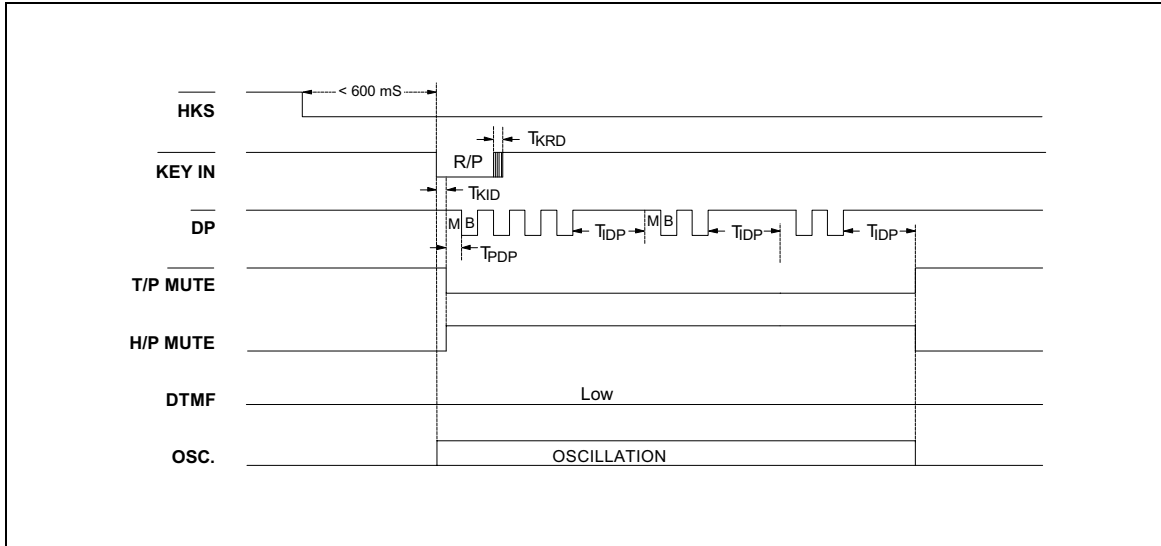 < 600 mS
HKS
TKRD
KEY IN
R/P
TKID
DP
M B
TIDP
M B
TIDP
TIDP
TPDP
T/P MUTE
H/P MUTE
DTMF
Low
OSC.
OSCILLATION